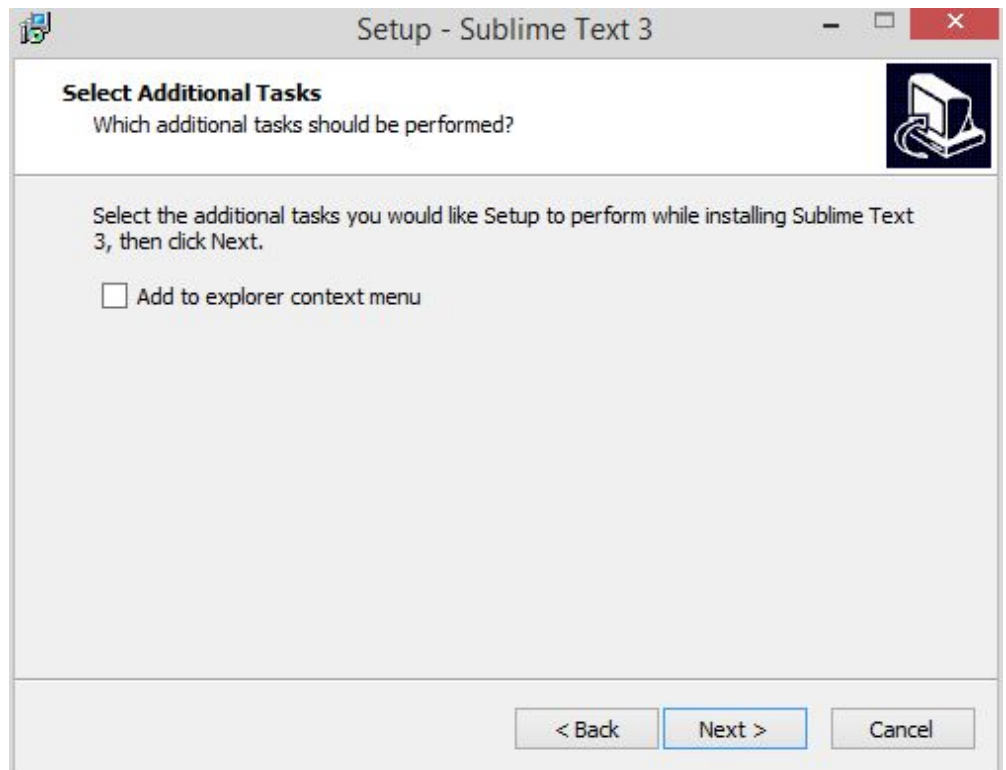 Setup - Sublime Text 3
Select Additional Tasks
Which additional tasks should be performed?
Select the additional tasks you would like Setup to perform while installing Sublime Text
3, then click Next.
Add to explorer context menu
< Back
Next >
Cancel